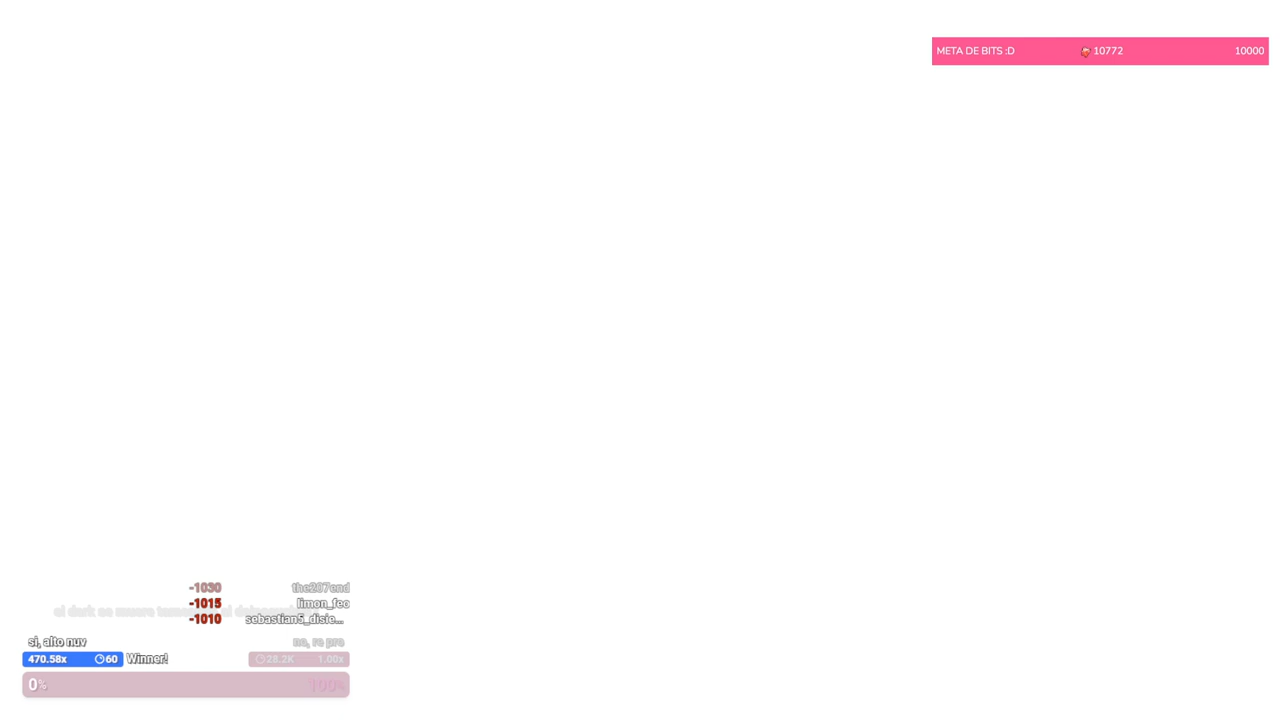 META DE BITS :D 10772 10000
-1030 the207end
-1015 limon_feo
-1010 sebastian5_disie...
si, alto nuv no, re pro
470.58x 60 Winner! 28.2K 1.00x
0% 100%